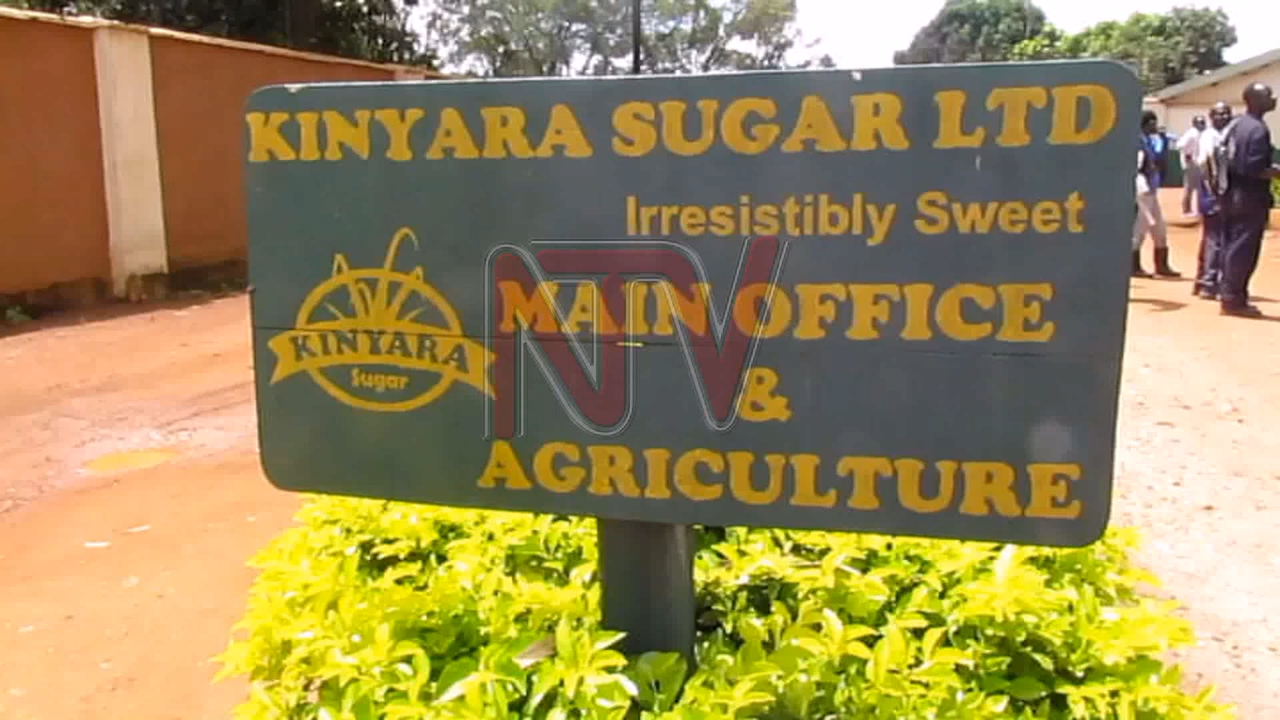 KINYARA SUGAR LTD
Irresistibly Sweet
KINYARA
Sugar
MAIN OFFICE
&
AGRICULTURE
NTV